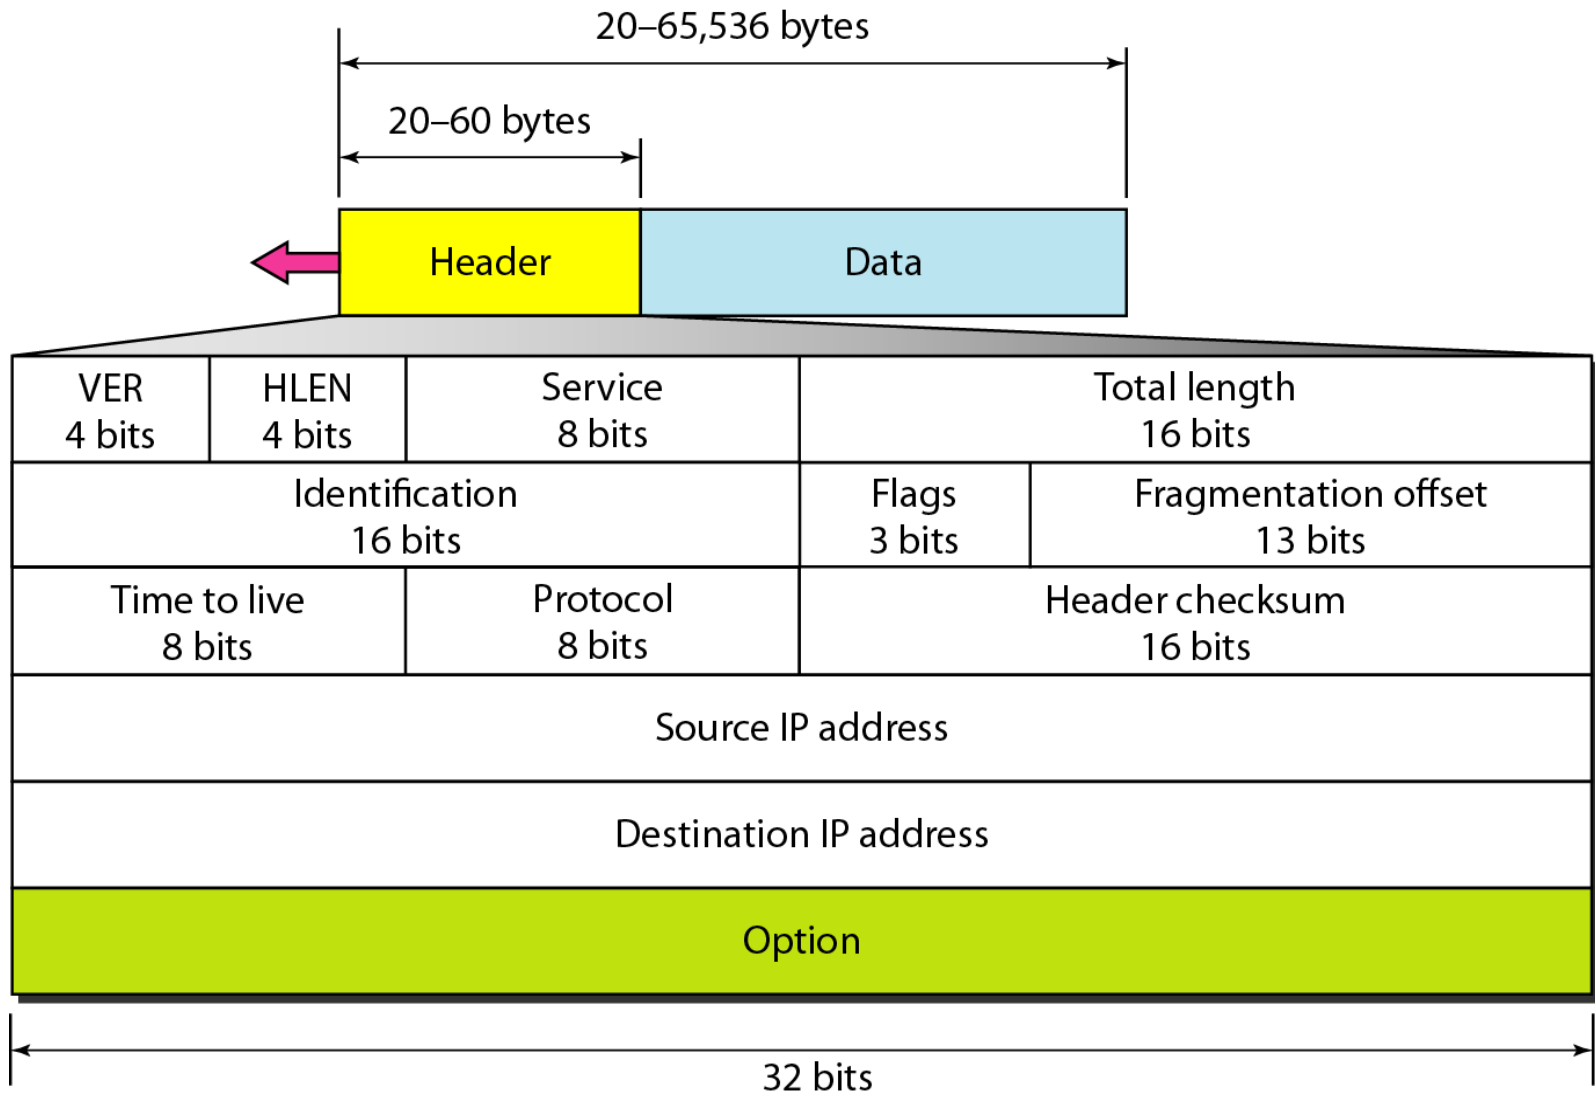 20–65,536 bytes
20–60 bytes
Header
Data
VER
4 bits
HLEN
4 bits
Service
8 bits
Total length
16 bits
Identification
16 bits
Flags
3 bits
Fragmentation offset
13 bits
Time to live
8 bits
Protocol
8 bits
Header checksum
16 bits
Source IP address
Destination IP address
Option
32 bits